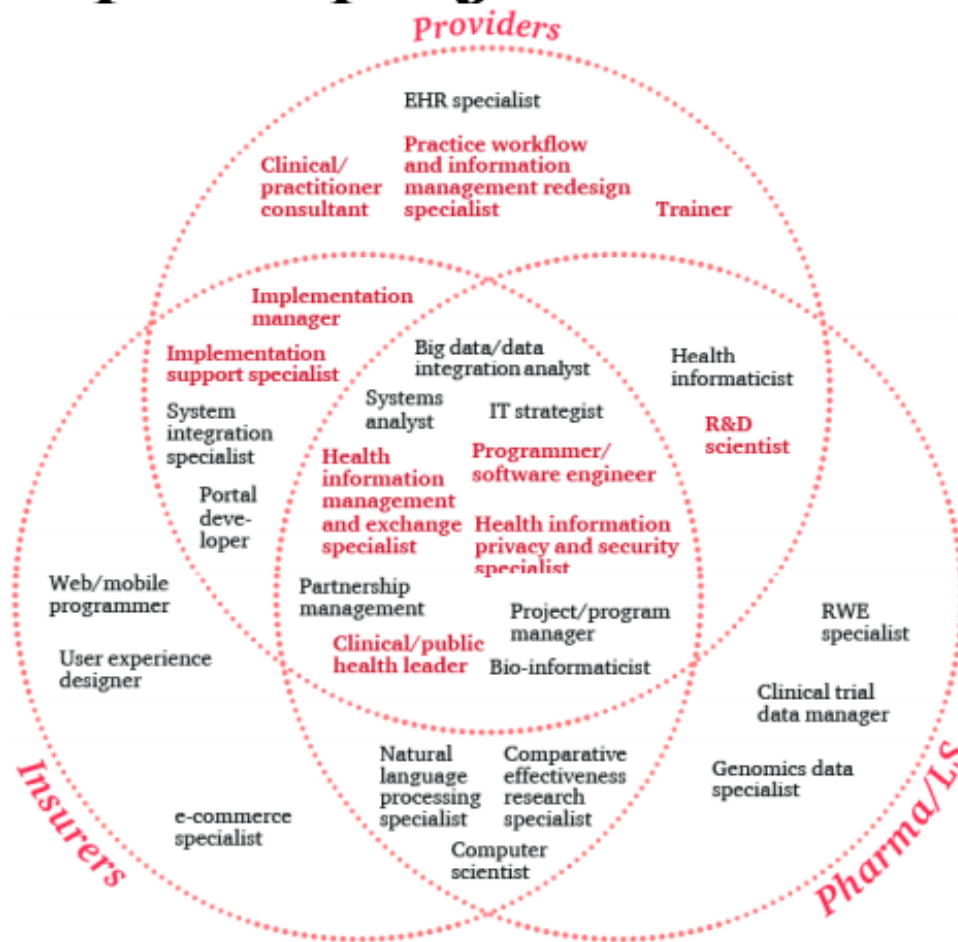 Providers
EHR specialist
Clinical/
practitioner
consultant
Practice workflow
and information
management redesign
specialist
Trainer
Implementation
manager
Implementation
support specialist
System
integration
specialist
Portal
deve-
loper
Big data/data
integration analyst
Systems
analyst
IT strategist
Health
information
management
and exchange
specialist
Programmer/
software engineer
Health information
privacy and security
specialist
Partnership
management
Project/program
manager
Clinical/public
health leader
Bio-informaticist
Health
informaticist
R&D
scientist
Web/mobile
programmer
User experience
designer
e-commerce
specialist
Insurers
Natural
language
processing
specialist
Comparative
effectiveness
research
specialist
Computer
scientist
RWE
specialist
Clinical trial
data manager
Genomics data
specialist
Pharma/LS